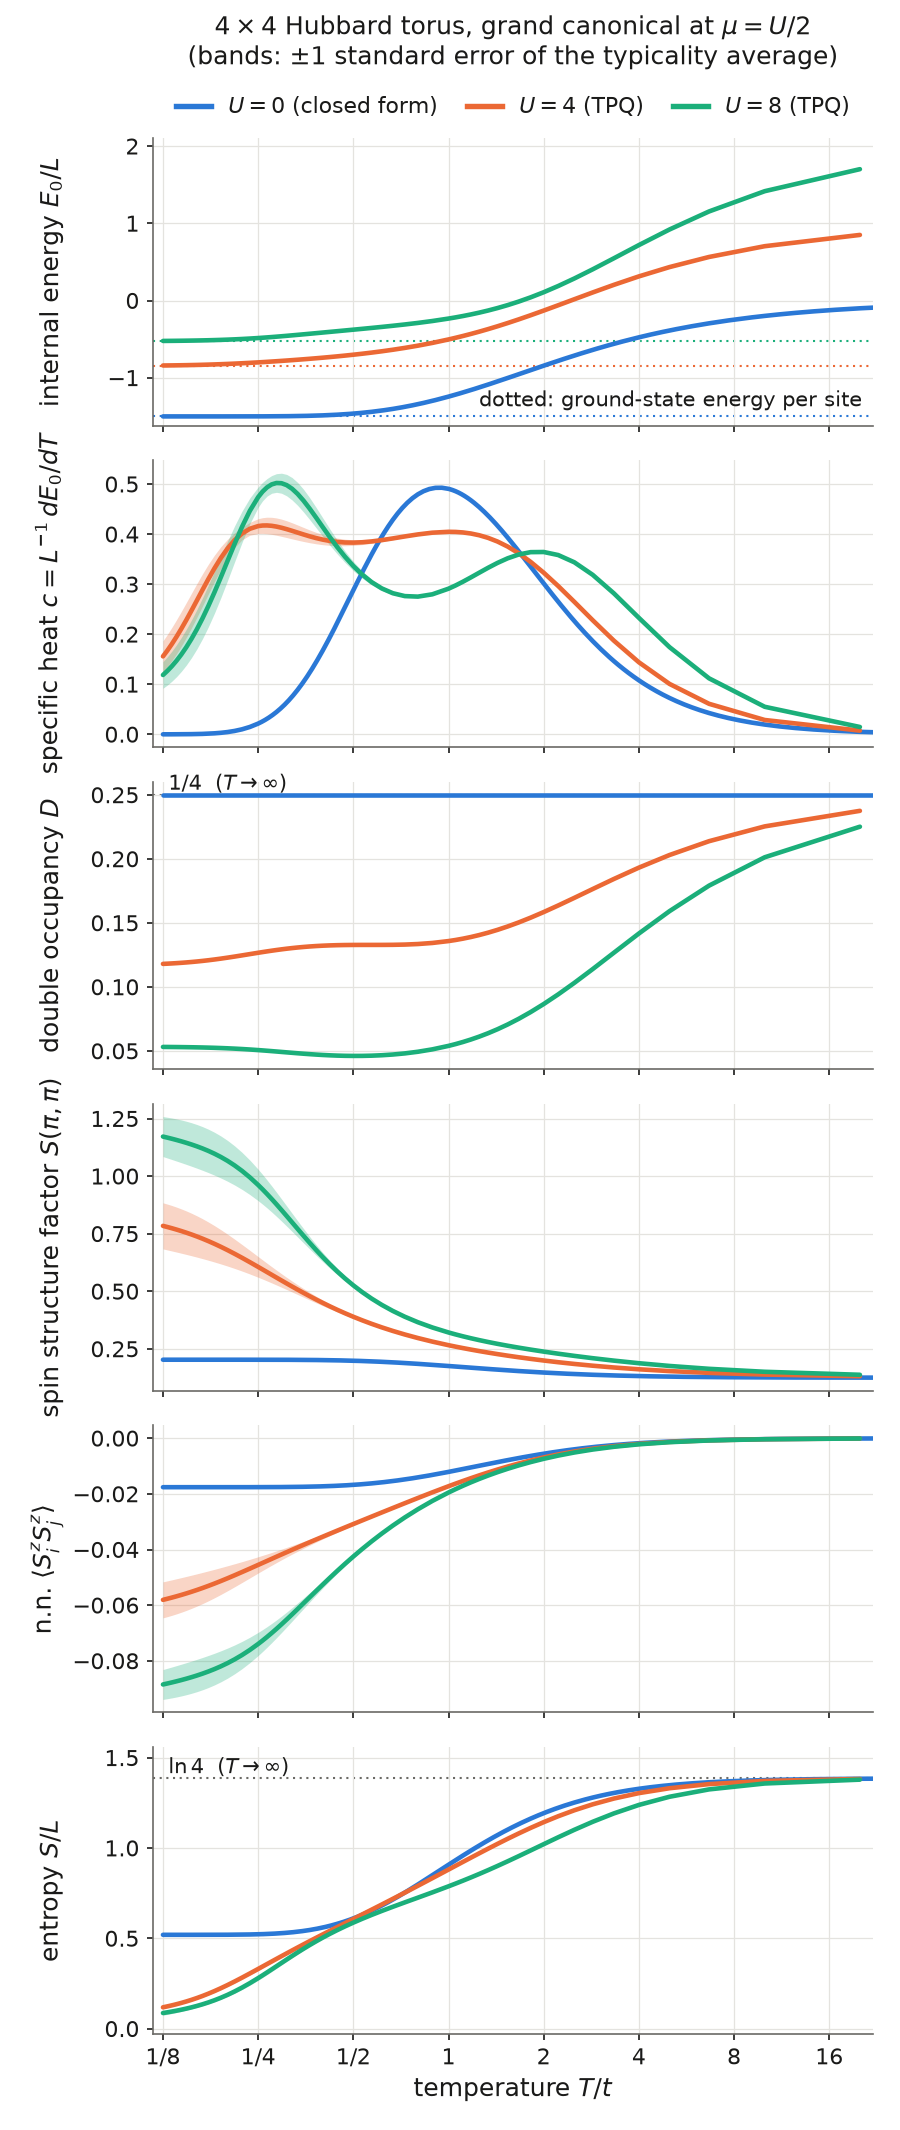 4 × 4 Hubbard torus, grand canonical at μ = U/2
(bands: ±1 standard error of the typicality average)
U = 0 (closed form)
U = 4 (TPQ)
U = 8 (TPQ)
internal energy E₀/L
2
1
0
−1
dotted: ground-state energy per site
specific heat c = L⁻¹ dE₀/dT
0.5
0.4
0.3
0.2
0.1
0.0
double occupancy D
1/4 (T → ∞)
0.25
0.20
0.15
0.10
0.05
spin structure factor S(π, π)
1.25
1.00
0.75
0.50
0.25
n.n. ⟨SᵢᶻSⱼᶻ⟩
0.00
−0.02
−0.04
−0.06
−0.08
entropy S/L
1.5
ln 4 (T → ∞)
1.0
0.5
0.0
1/8 1/4 1/2 1 2 4 8 16
temperature T/t